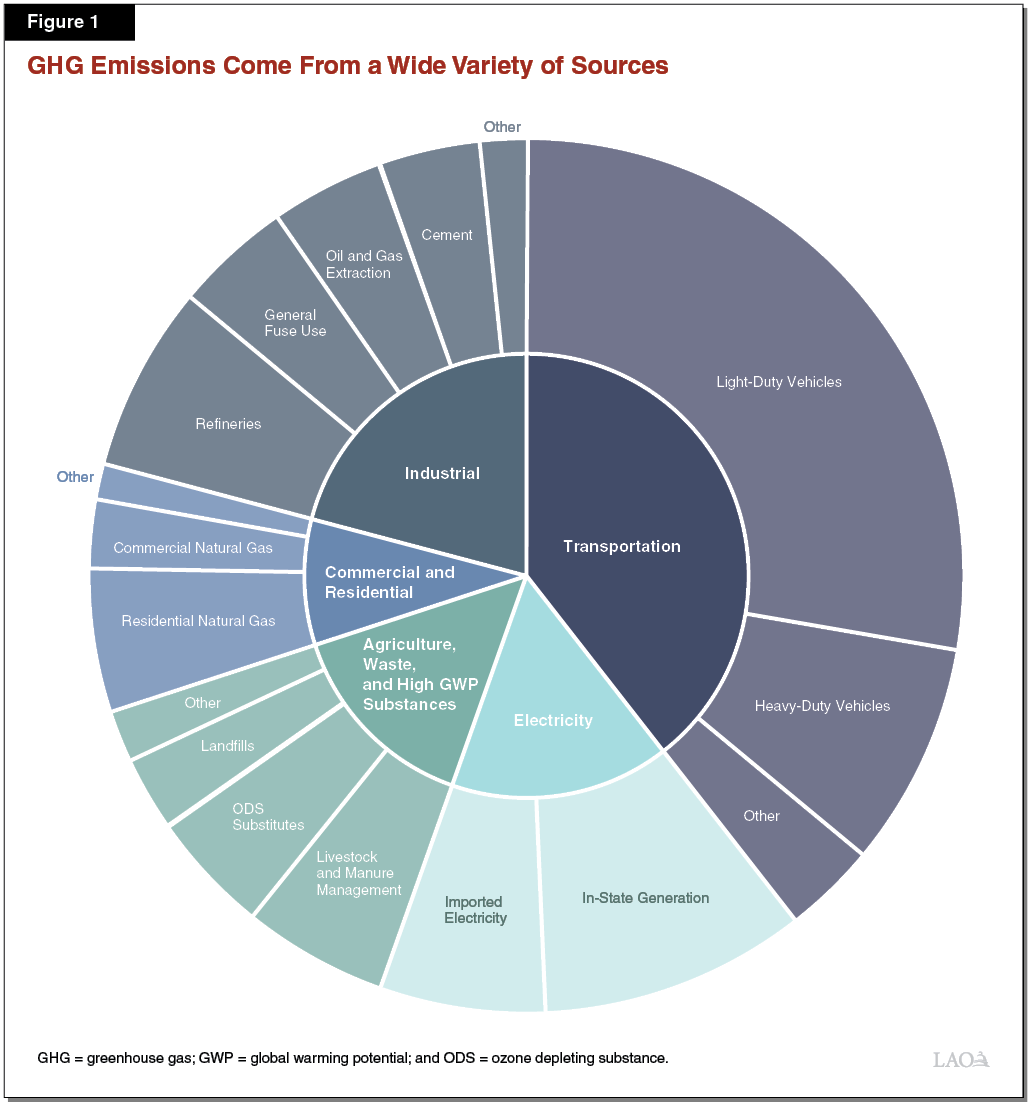 Figure 1
GHG Emissions Come From a Wide Variety of Sources
Other
Cement
Oil and Gas
Extraction
General
Fuse Use
Refineries
Light-Duty Vehicles
Industrial
Other
Transportation
Commercial Natural Gas
Commercial and
Residential
Residential Natural Gas
Agriculture,
Waste,
and High GWP
Substances
Electricity
Other
Heavy-Duty Vehicles
Landfills
ODS
Substitutes
Other
Livestock
and Manure
Management
Imported
Electricity
In-State Generation
GHG = greenhouse gas; GWP = global warming potential; and ODS = ozone depleting substance.
LAO